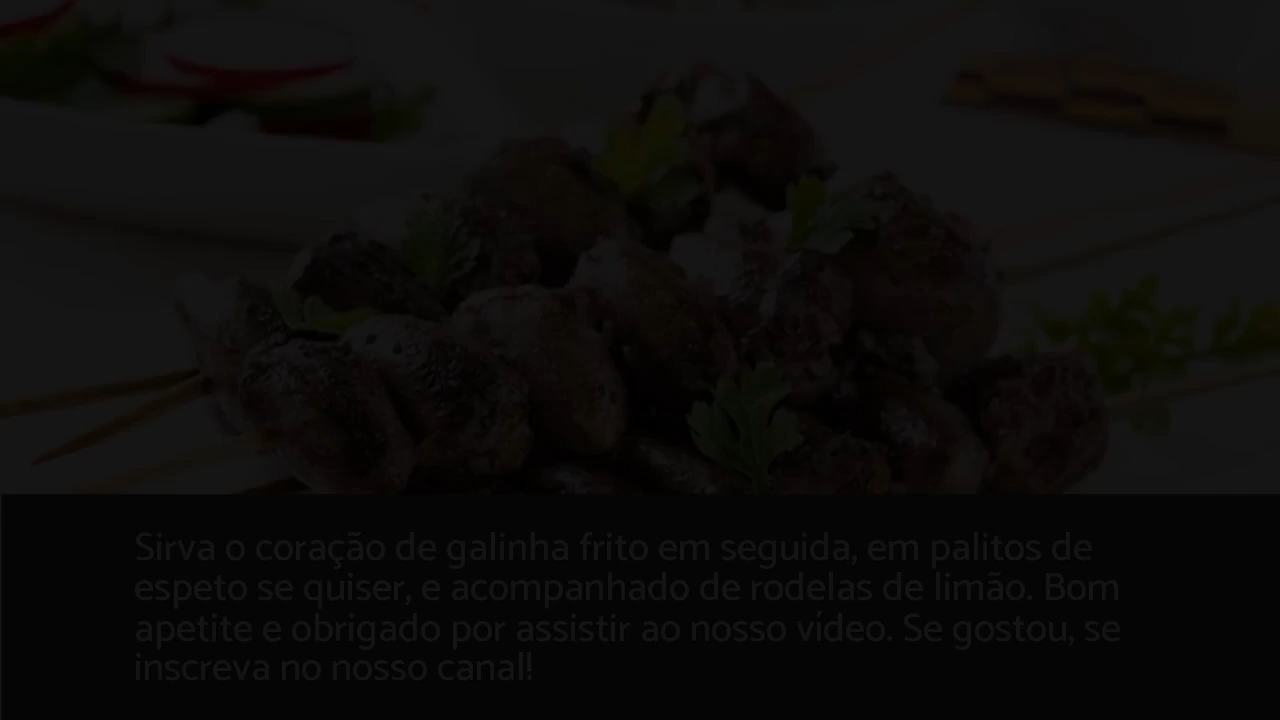 Sirva o coração de galinha frito em seguida, em palitos de
espeto se quiser, e acompanhado de rodelas de limão. Bom
apetite e obrigado por assistir ao nosso vídeo. Se gostou, se
inscreva no nosso canal!